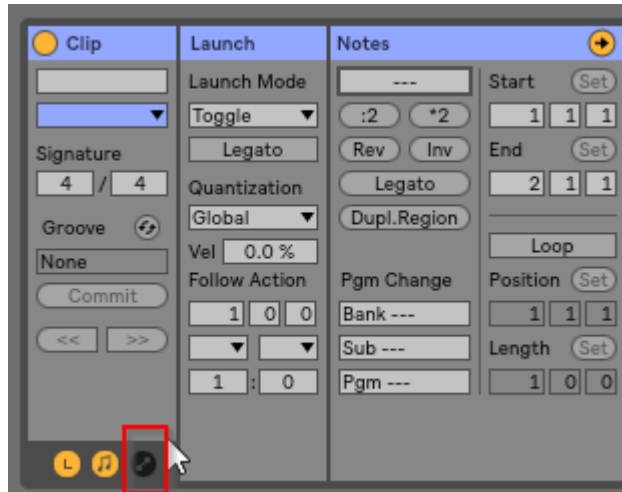 Clip
Signature
4 / 4
Groove
None
Commit
<< >>
L
Launch
Launch Mode
Toggle
Legato
Quantization
Global
Vel 0.0 %
Follow Action
1 0 0
1 : 0
Notes
---
:2 *2
Rev Inv
Legato
Dupl.Region
Pgm Change
Bank ---
Sub ---
Pgm ---
Start Set
1 1 1
End Set
2 1 1
Loop
Position Set
1 1 1
Length Set
1 0 0